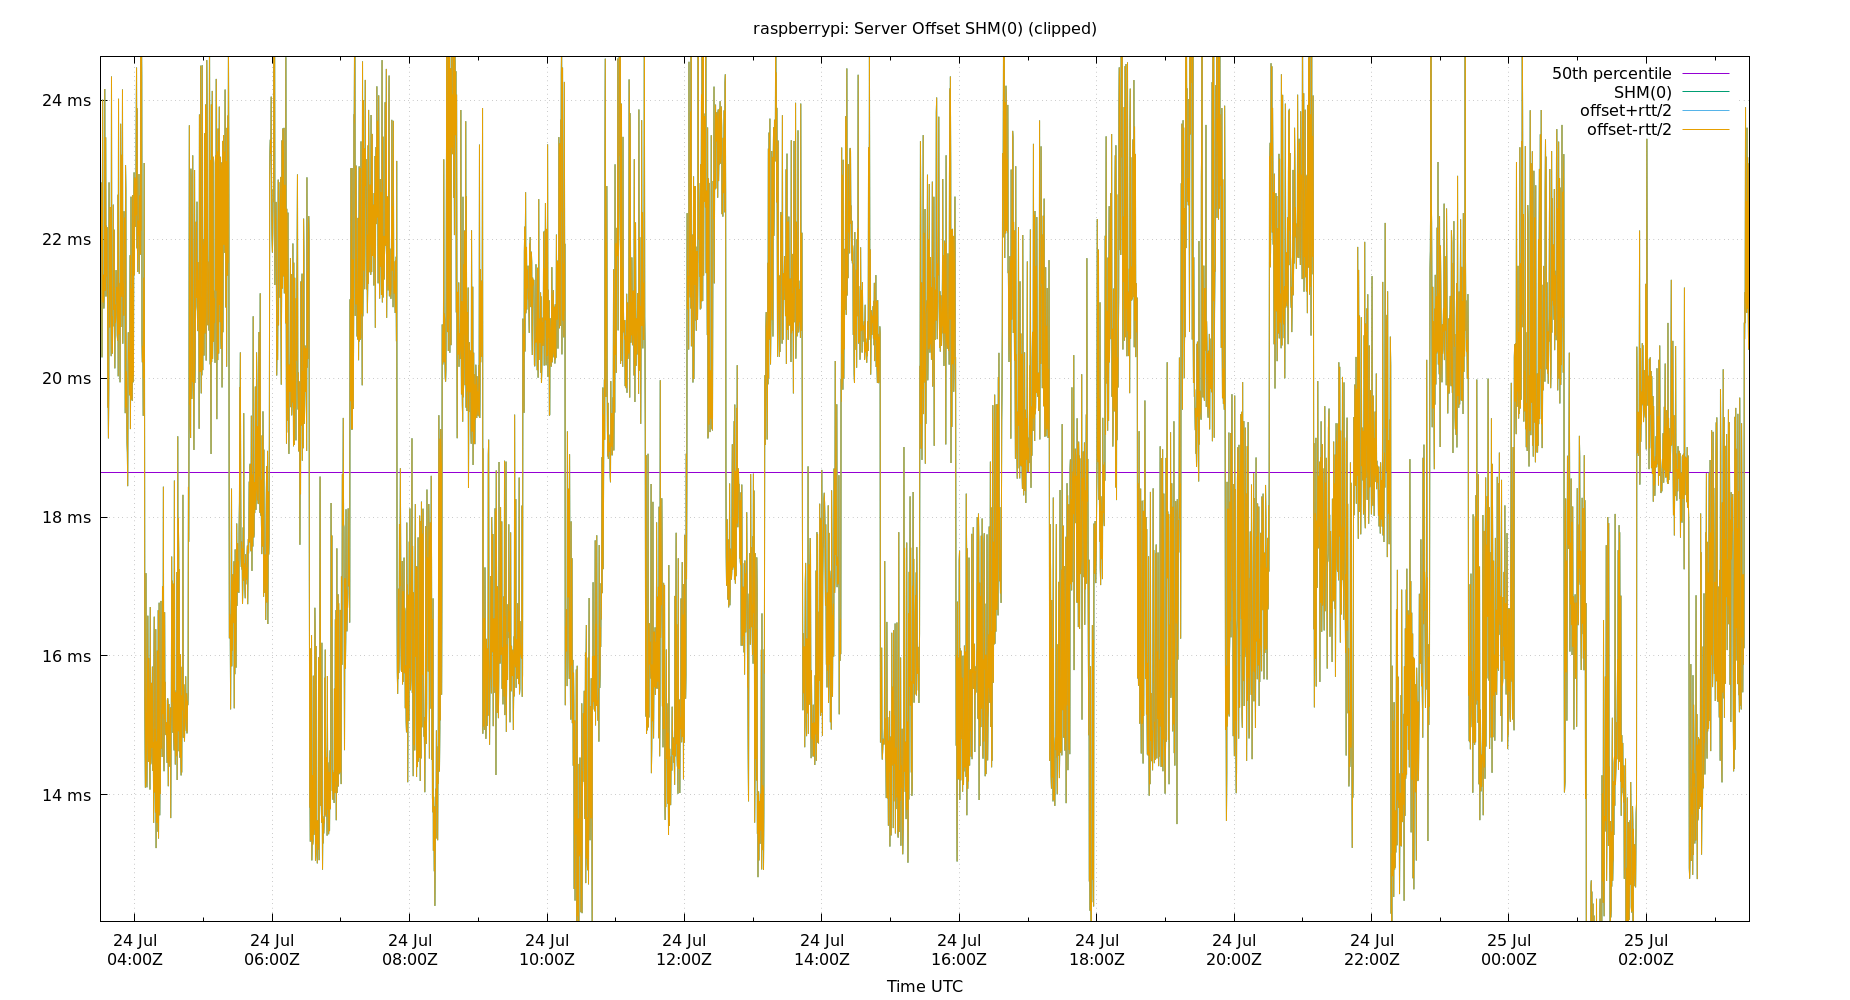 raspberrypi: Server Offset SHM(0) (clipped)
50th percentile
SHM(0)
offset+rtt/2
offset-rtt/2
24 ms
22 ms
20 ms
18 ms
16 ms
14 ms
24 Jul 24 Jul 24 Jul 24 Jul 24 Jul 24 Jul 24 Jul 24 Jul 24 Jul 24 Jul 25 Jul 25 Jul
04:00Z 06:00Z 08:00Z 10:00Z 12:00Z 14:00Z 16:00Z 18:00Z 20:00Z 22:00Z 00:00Z 02:00Z
Time UTC